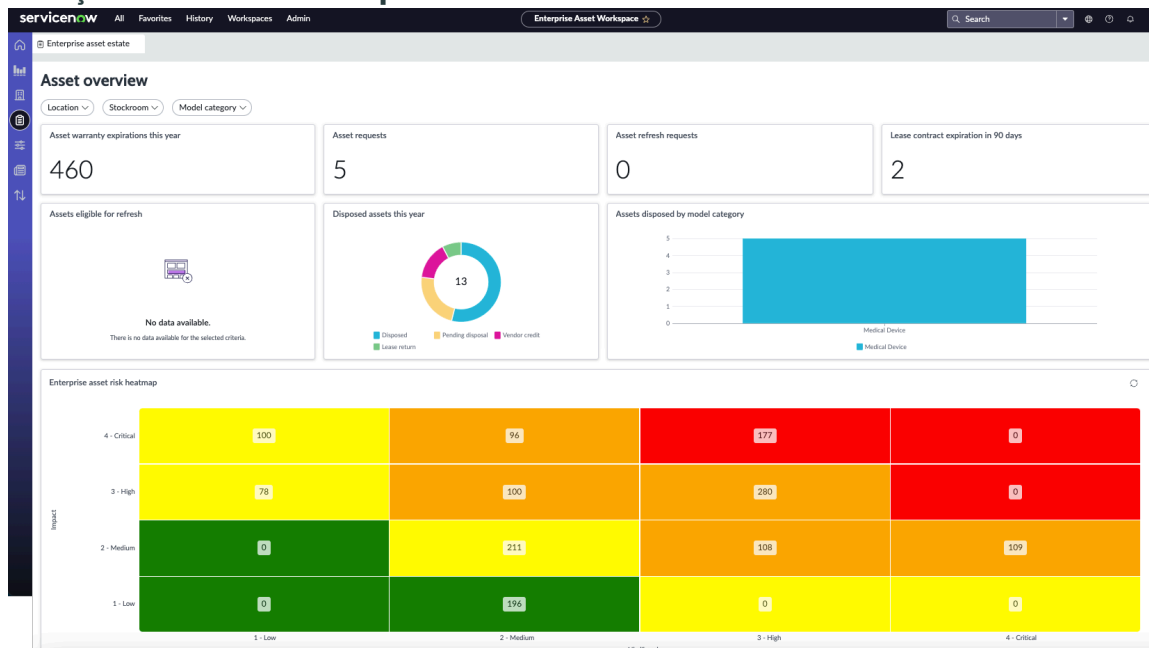 servicenow All Favorites History Workspaces Admin Enterprise Asset Workspace Search
Enterprise asset estate
Asset overview
Location Stockroom Model category
Asset warranty expirations this year
460
Asset requests
5
Asset refresh requests
0
Lease contract expiration in 90 days
2
Assets eligible for refresh
No data available.
There is no data available for the selected criteria.
Disposed assets this year
13
Disposed Pending disposal Vendor credit
Lease return
Assets disposed by model category
5
4
3
2
1
0
Medical Device
Medical Device
Enterprise asset risk heatmap
Impact
4 - Critical 100 96 177 0
3 - High 78 100 280 0
2 - Medium 0 211 108 109
1 - Low 0 196 0 0
1 - Low 2 - Medium 3 - High 4 - Critical